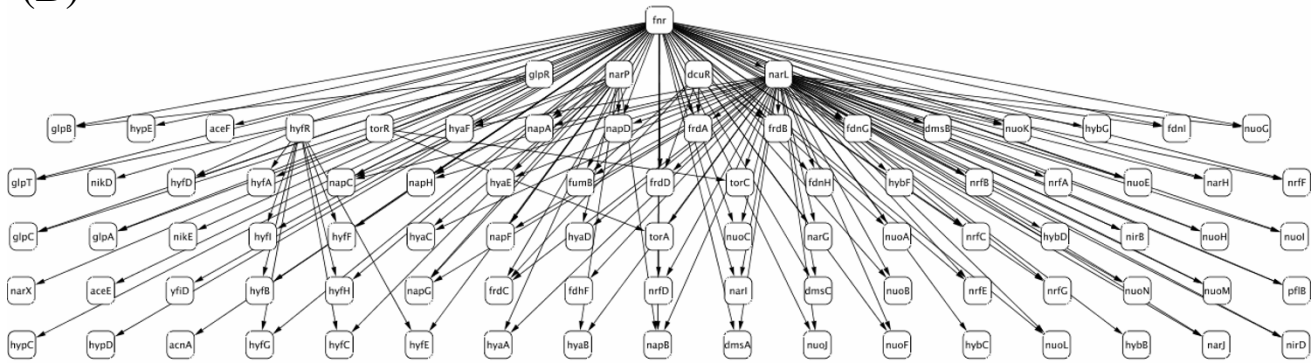 fnr
glpR narP dcuR narL
glpB hypE aceF hyfR torR hyaF napA napD frdA frdB fdnG dmsB nuoK hybG fdnI nuoG
glpT nikD hyfD hyfA napC napH hyaE fumB frdD torC fdnH hybF nrfB nrfA nuoE narH nrfF
glpC glpA nikE hyfI hyfF hyaC napF hyaD torA nuoC narG nuoA nrfC hybD nirB nuoH nuoI
narX aceE yfiD hyfB hyfH napG frdC fdhF nrfD narI dmsC nuoB nrfE nrfG nuoN nuoM pflB
hypC hypD acnA hyfG hyfC hyfE hyaA hyaB napB dmsA nuoJ nuoF hybC nuoL hybB narJ nirD